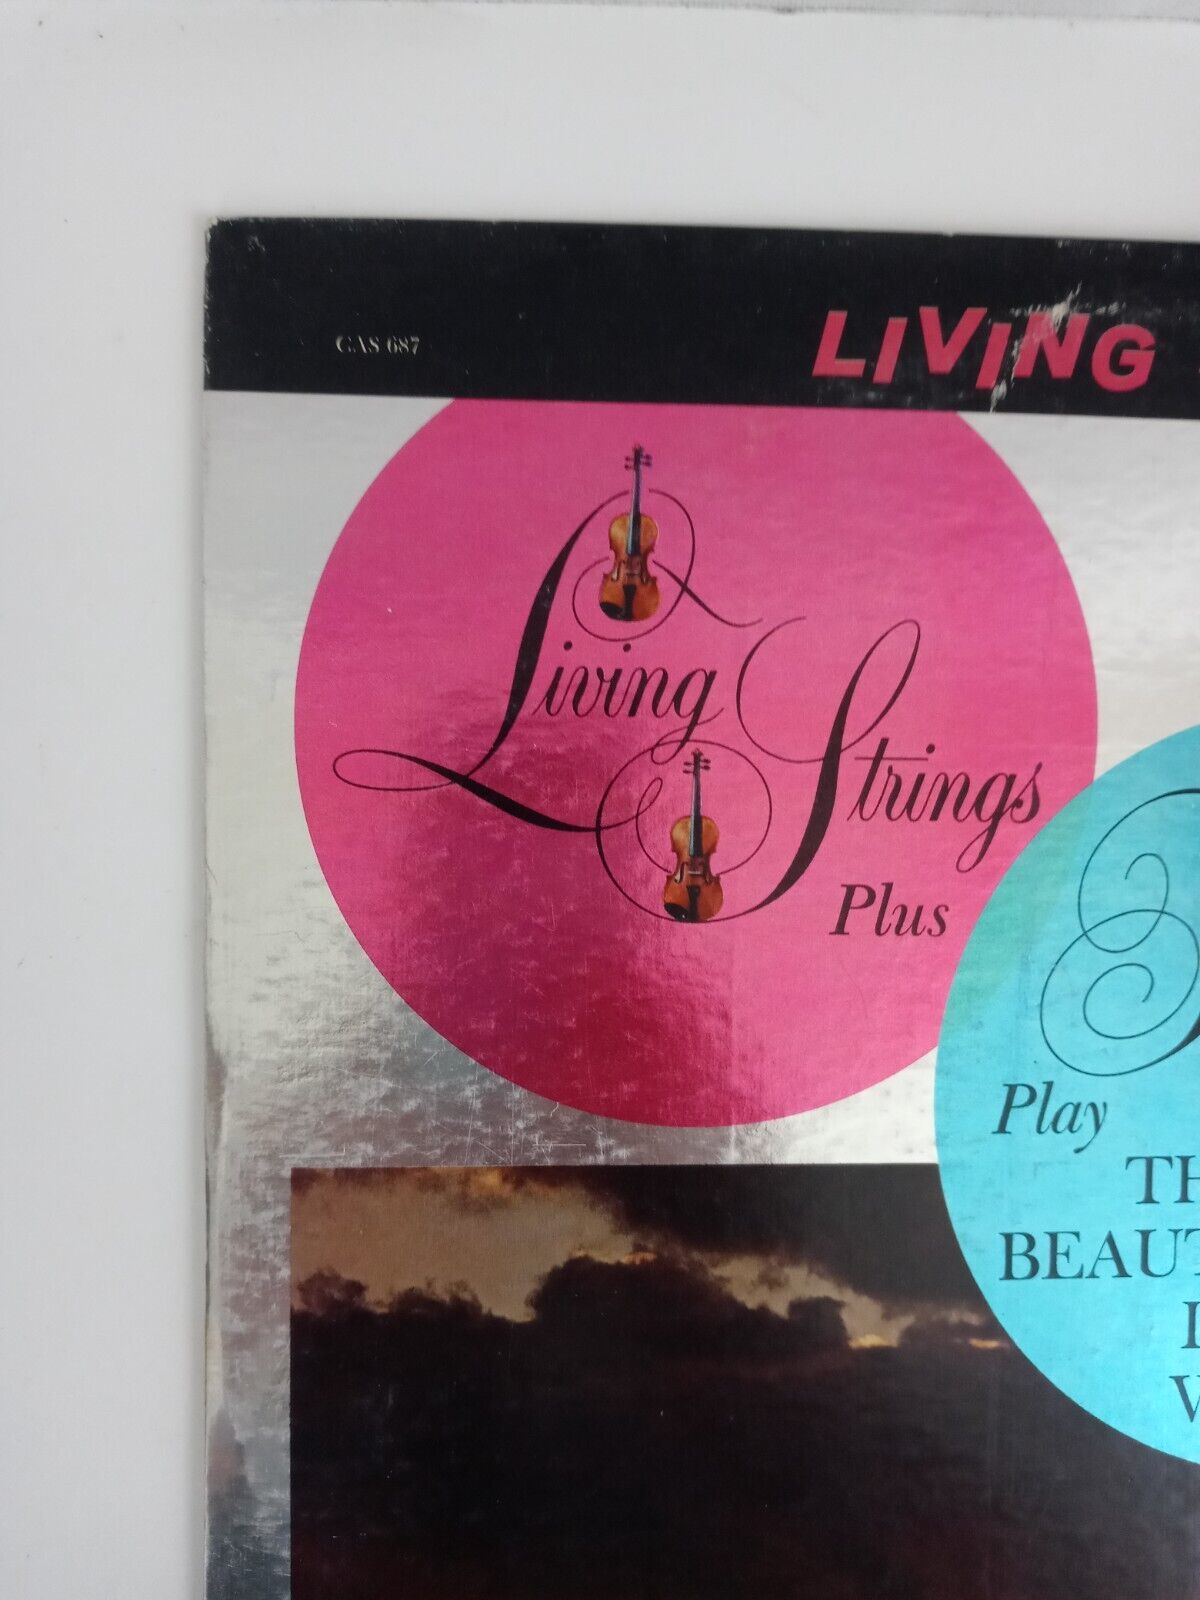 CAS 687
LIVING
Living
Strings
Plus
Play
TH
BEAUT